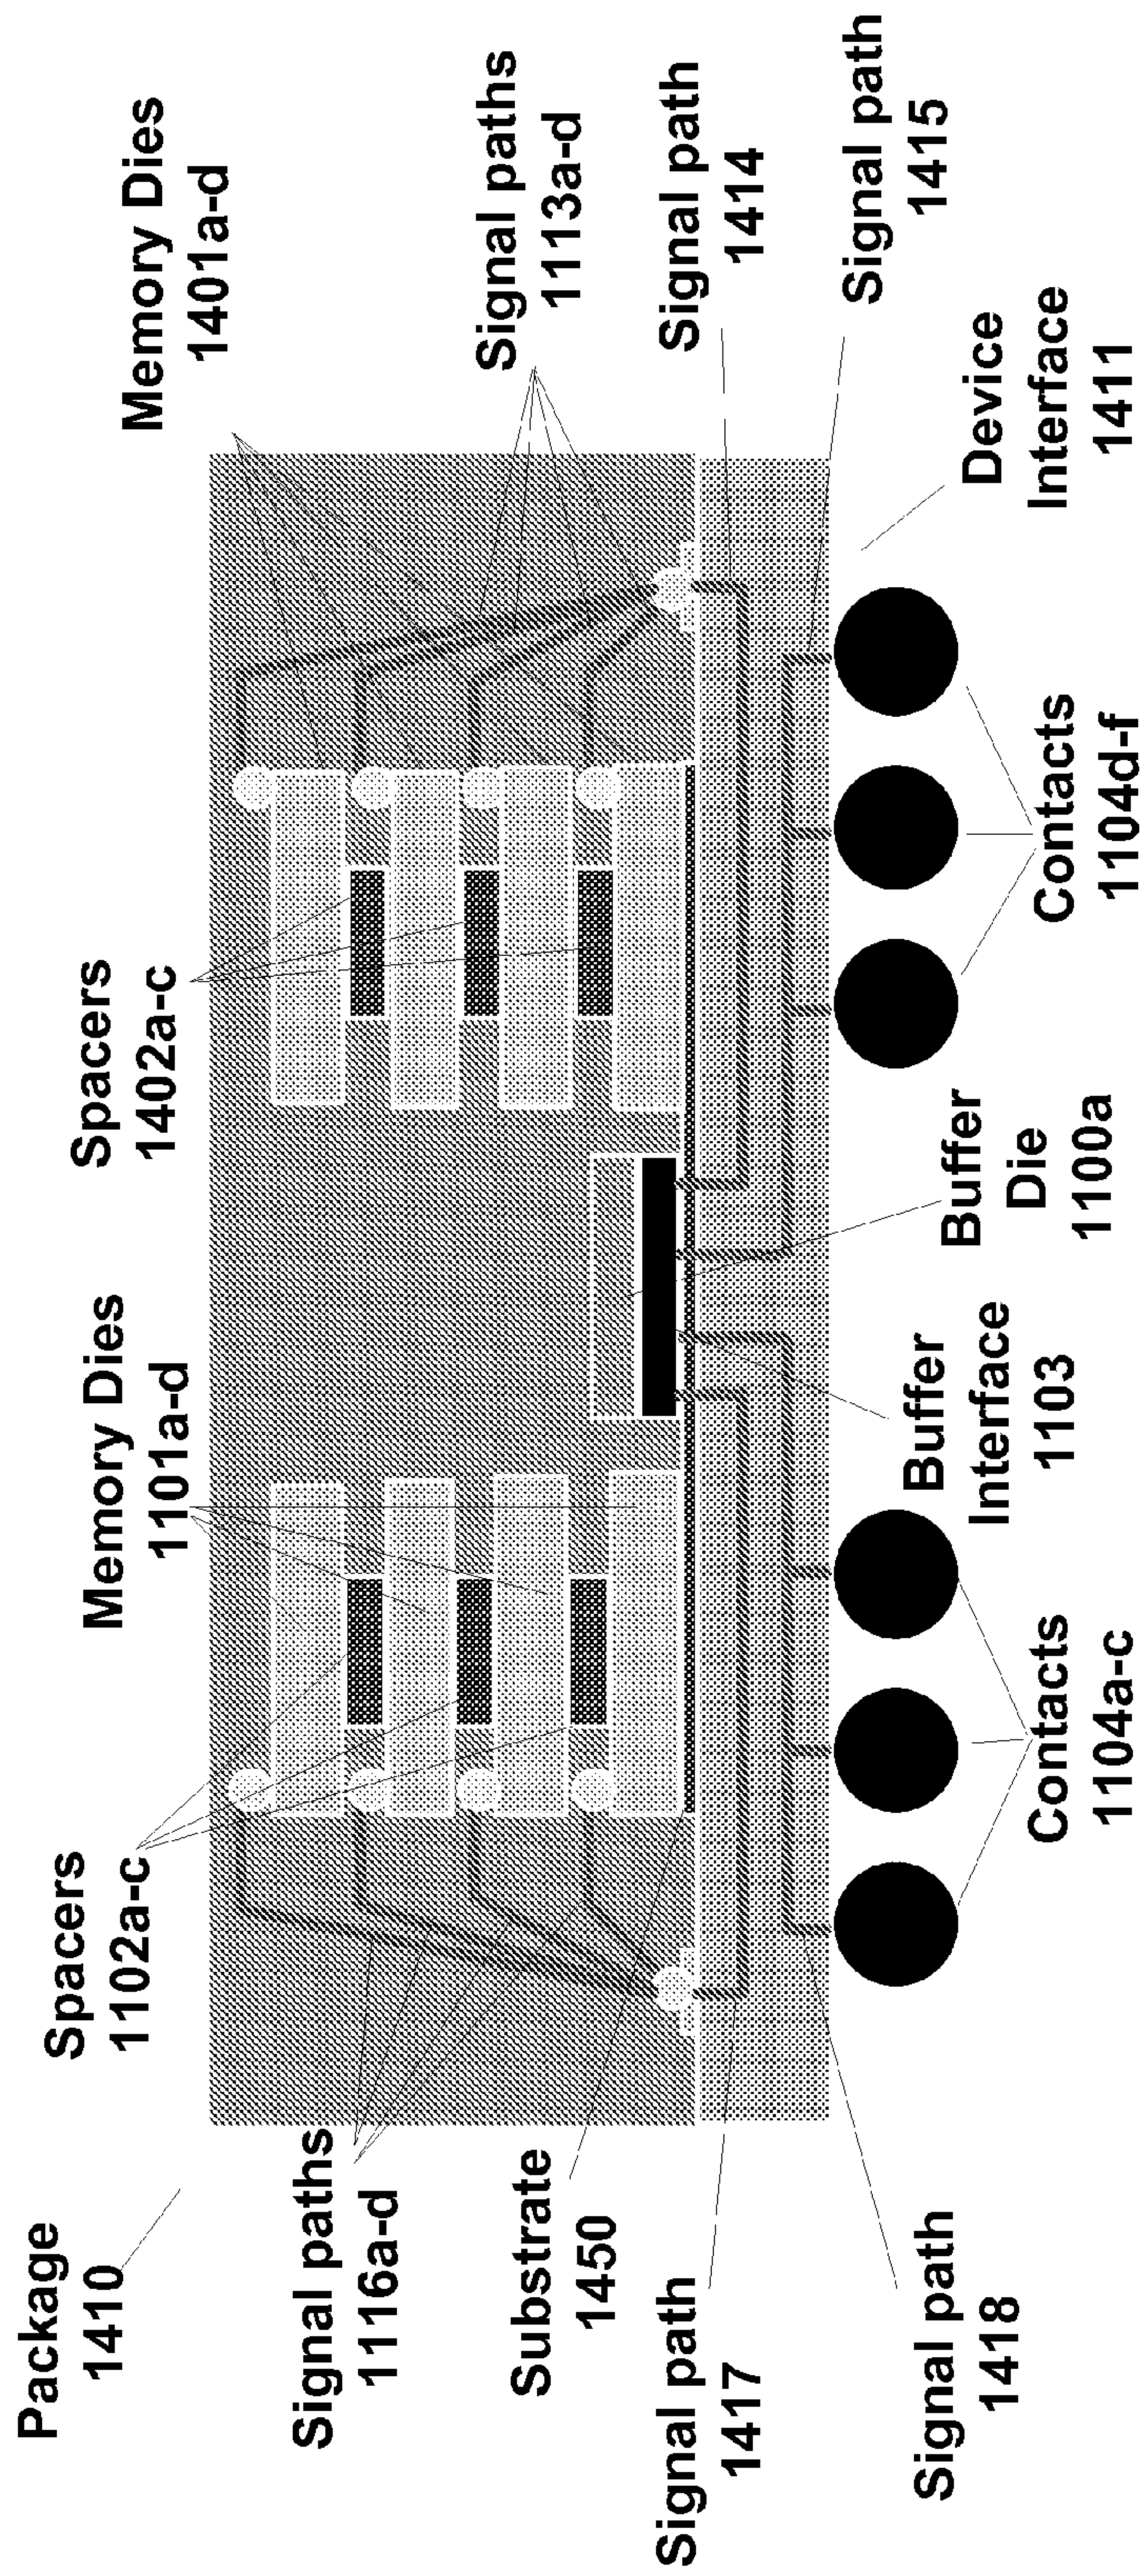 Package
1410
Spacers
1102a-c
Memory Dies
1101a-d
Spacers
1402a-c
Memory Dies
1401a-d
Signal paths
1116a-d
Signal paths
1113a-d
Substrate
1450
Signal path
1414
Signal path
1417
Signal path
1415
Signal path
1418
Buffer
Interface
1103
Buffer
Die
1100a
Device
Interface
1411
Contacts
1104a-c
Contacts
1104d-f